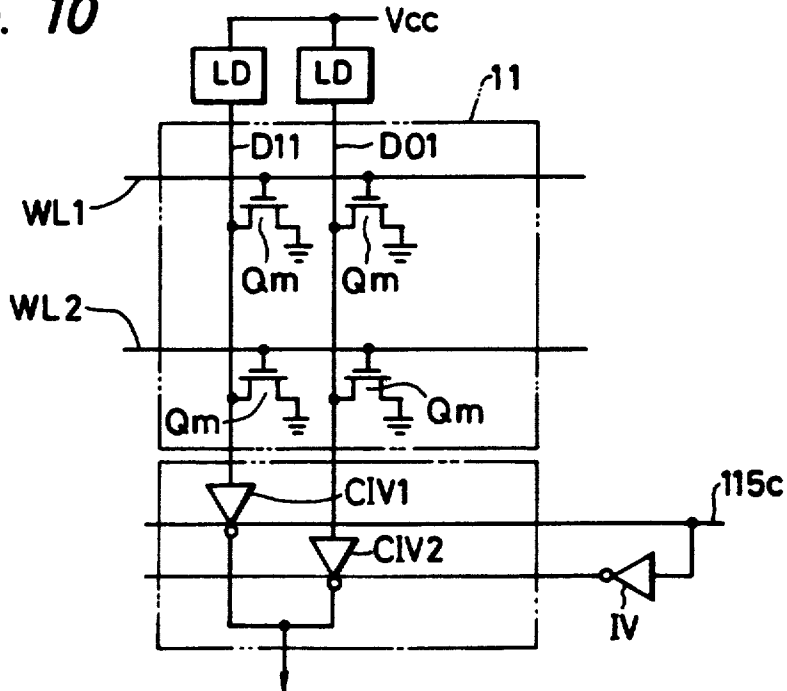 . 10
Vcc
LD LD
11
D11 D01
WL1
Qm Qm
WL2
Qm Qm
CIV1
115c
CIV2
IV